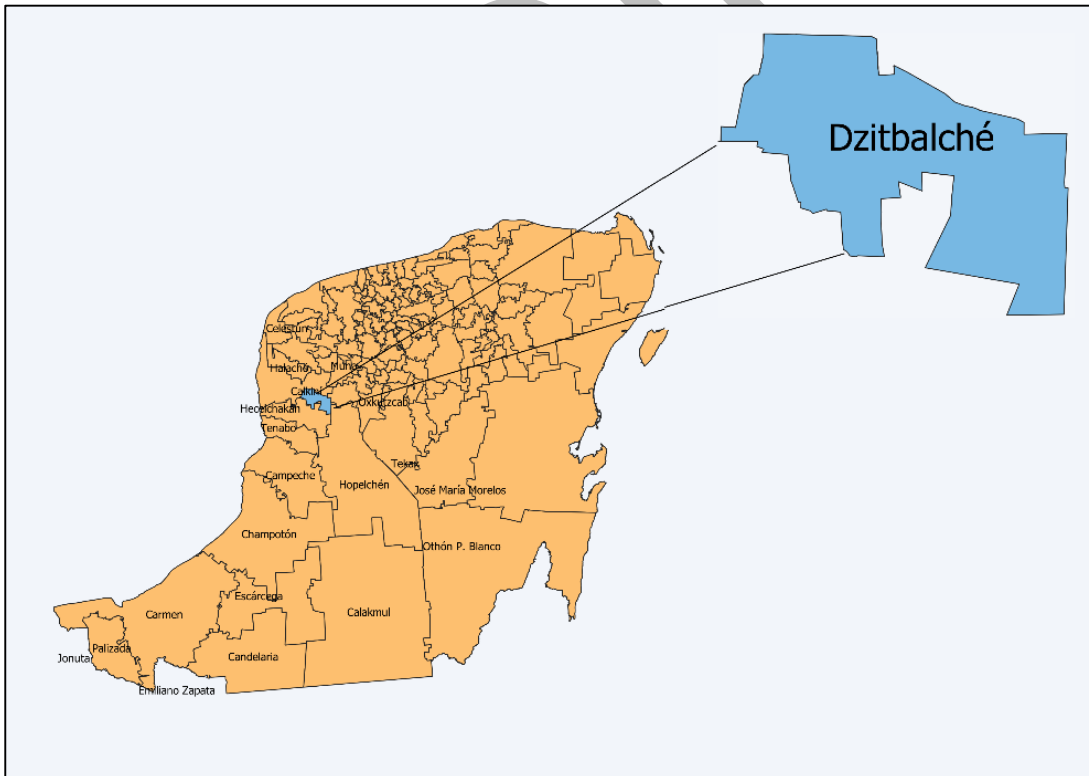 Dzitbalché
Celestún
Halachó
Muna
Calkiní
Hecelchakán
Oxkutzcab
Tenabo
Tekax
Campeche
Hopelchén
José María Morelos
Champotón
Othón P. Blanco
Escárcega
Carmen
Calakmul
Palizada
Jonuta
Candelaria
Emiliano Zapata